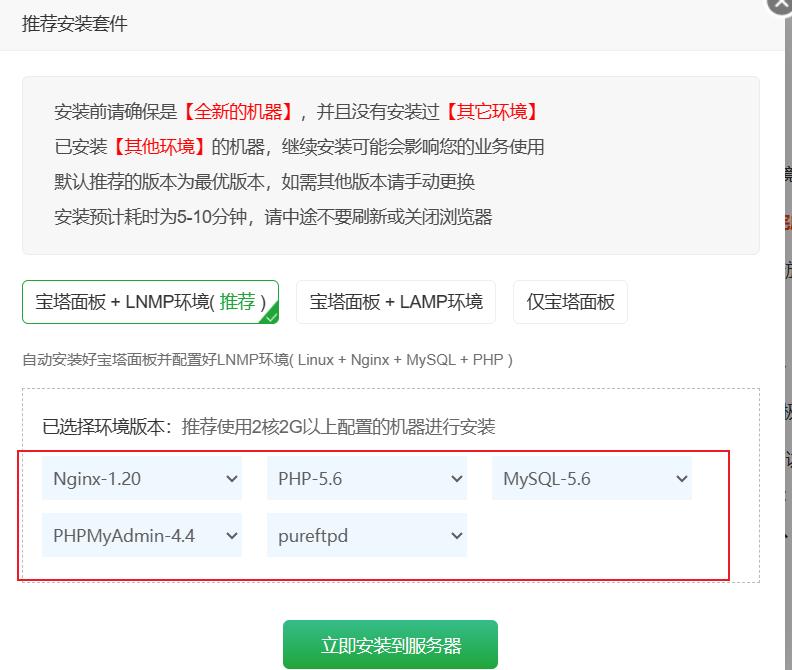 推荐安装套件
安装前请确保是【全新的机器】，并且没有安装过【其它环境】
已安装【其他环境】的机器，继续安装可能会影响您的业务使用
默认推荐的版本为最优版本，如需其他版本请手动更换
安装预计耗时为5-10分钟，请中途不要刷新或关闭浏览器
宝塔面板 + LNMP环境( 推荐 ) 宝塔面板 + LAMP环境 仅宝塔面板
自动安装好宝塔面板并配置好LNMP环境( Linux + Nginx + MySQL + PHP )
已选择环境版本：推荐使用2核2G以上配置的机器进行安装
Nginx-1.20 PHP-5.6 MySQL-5.6
PHPMyAdmin-4.4 pureftpd
立即安装到服务器